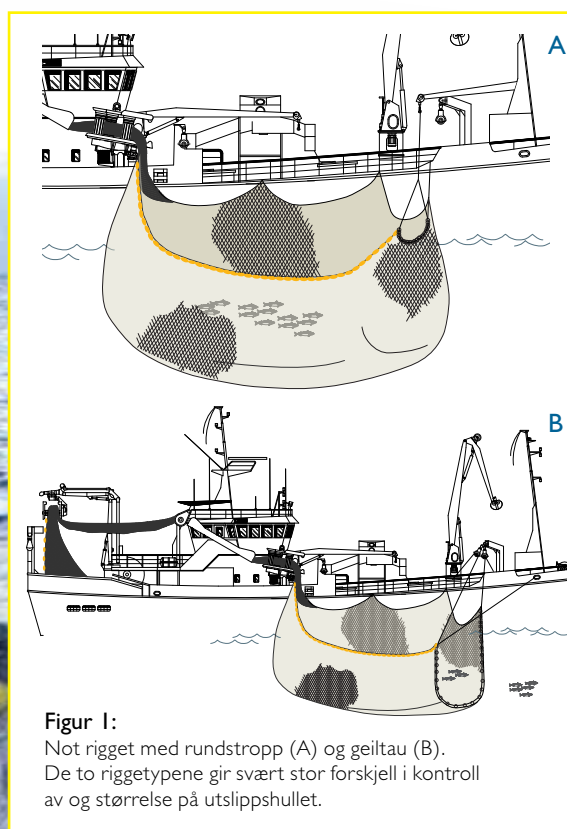 A
B
Figur 1:
Not rigget med rundstropp (A) og geiltau (B).
De to riggetypene gir svært stor forskjell i kontroll
av og størrelse på utslippshullet.